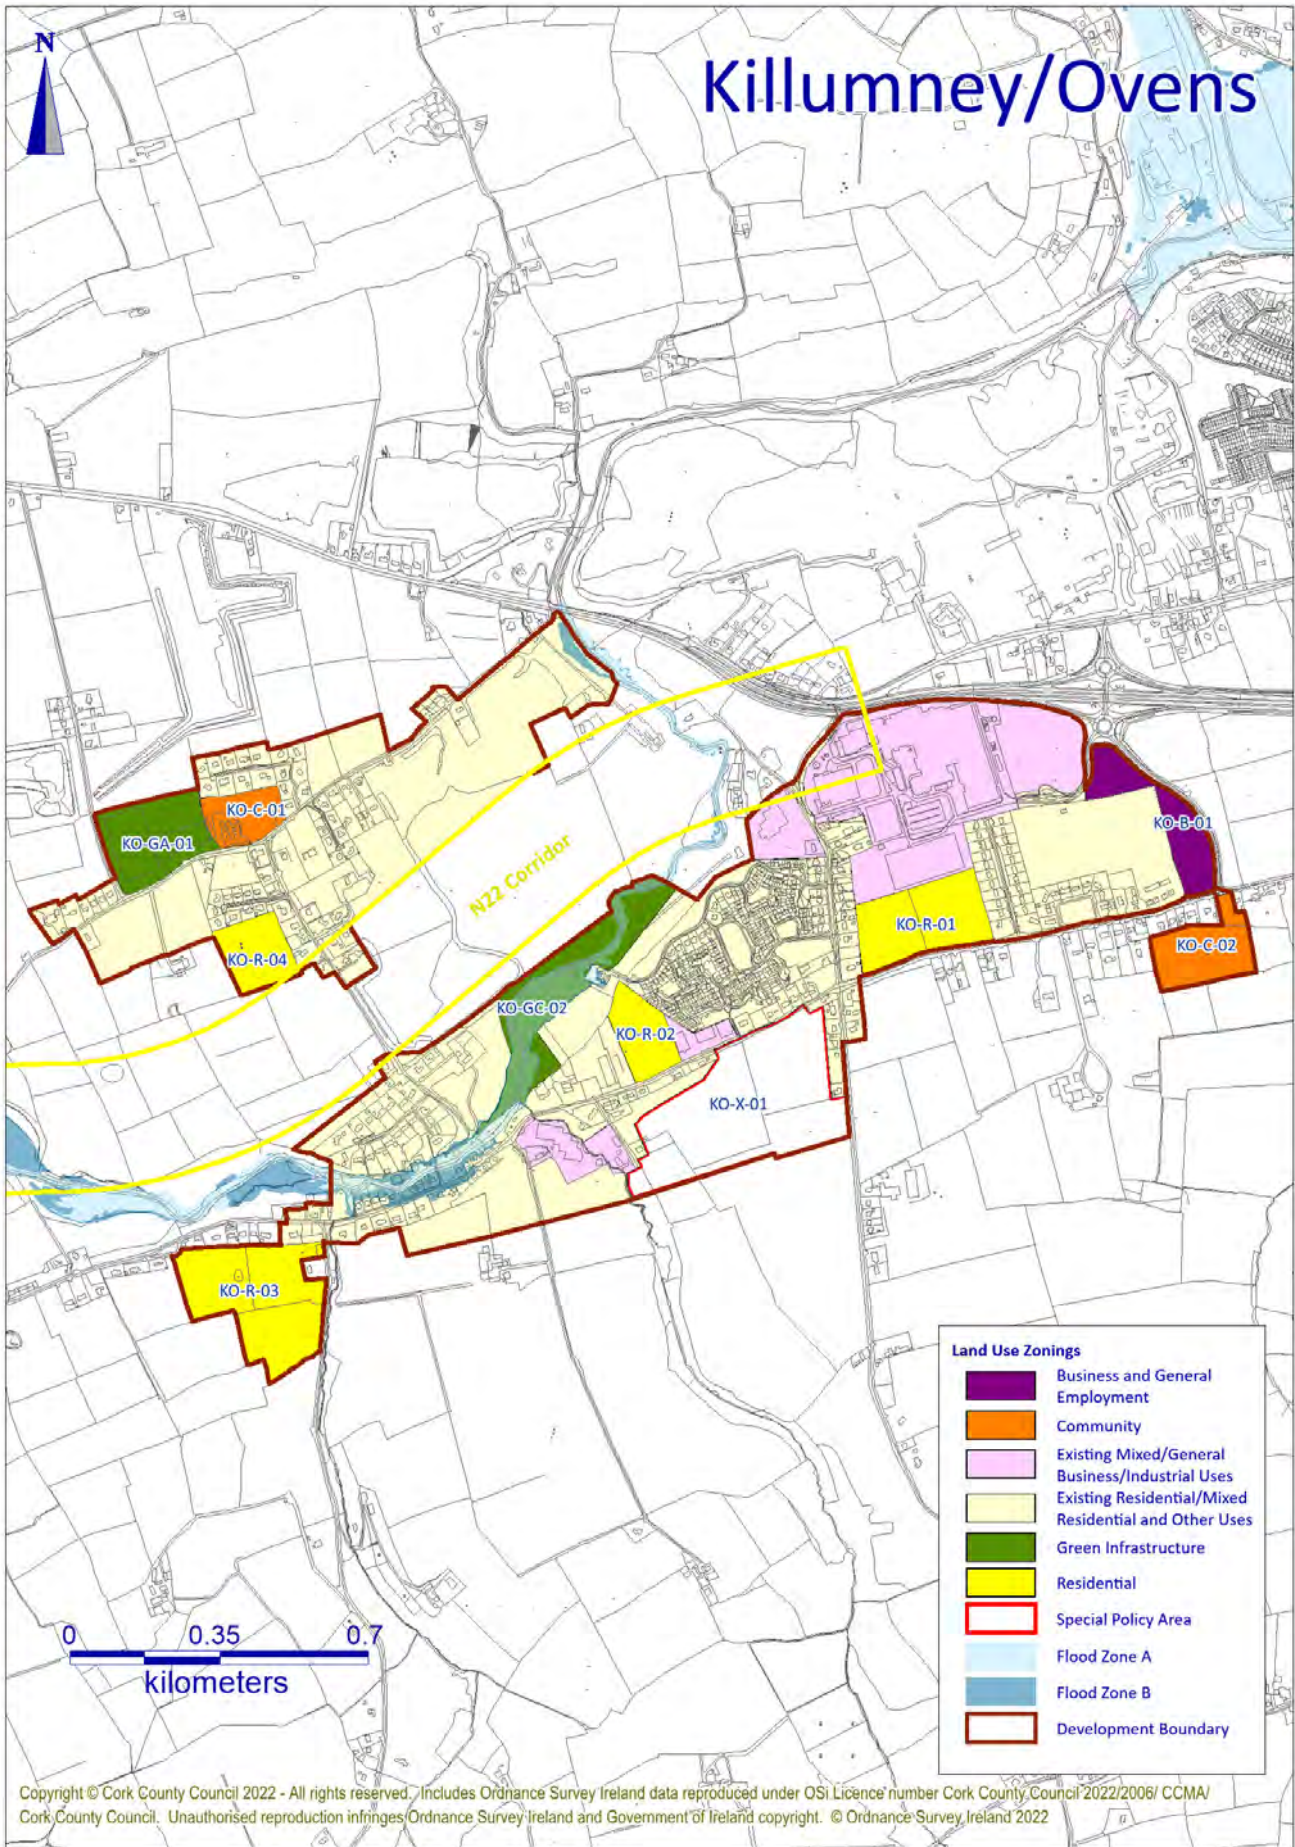 N
Killumney/Ovens
KO-C-01
KO-GA-01
KO-B-01
N22 Corridor
KO-R-01
KO-C-02
KO-R-04
KO-GC-02
KO-R-02
KO-X-01
KO-R-03
Land Use Zonings
Business and General
Employment
Community
Existing Mixed/General
Business/Industrial Uses
Existing Residential/Mixed
Residential and Other Uses
Green Infrastructure
Residential
Special Policy Area
Flood Zone A
Flood Zone B
Development Boundary
0 0.35 0.7
kilometers
Copyright © Cork County Council 2022 - All rights reserved. Includes Ordnance Survey Ireland data reproduced under OSi Licence number Cork County Council 2022/2006/ CCMA/
Cork County Council. Unauthorised reproduction infringes Ordnance Survey Ireland and Government of Ireland copyright. © Ordnance Survey Ireland 2022